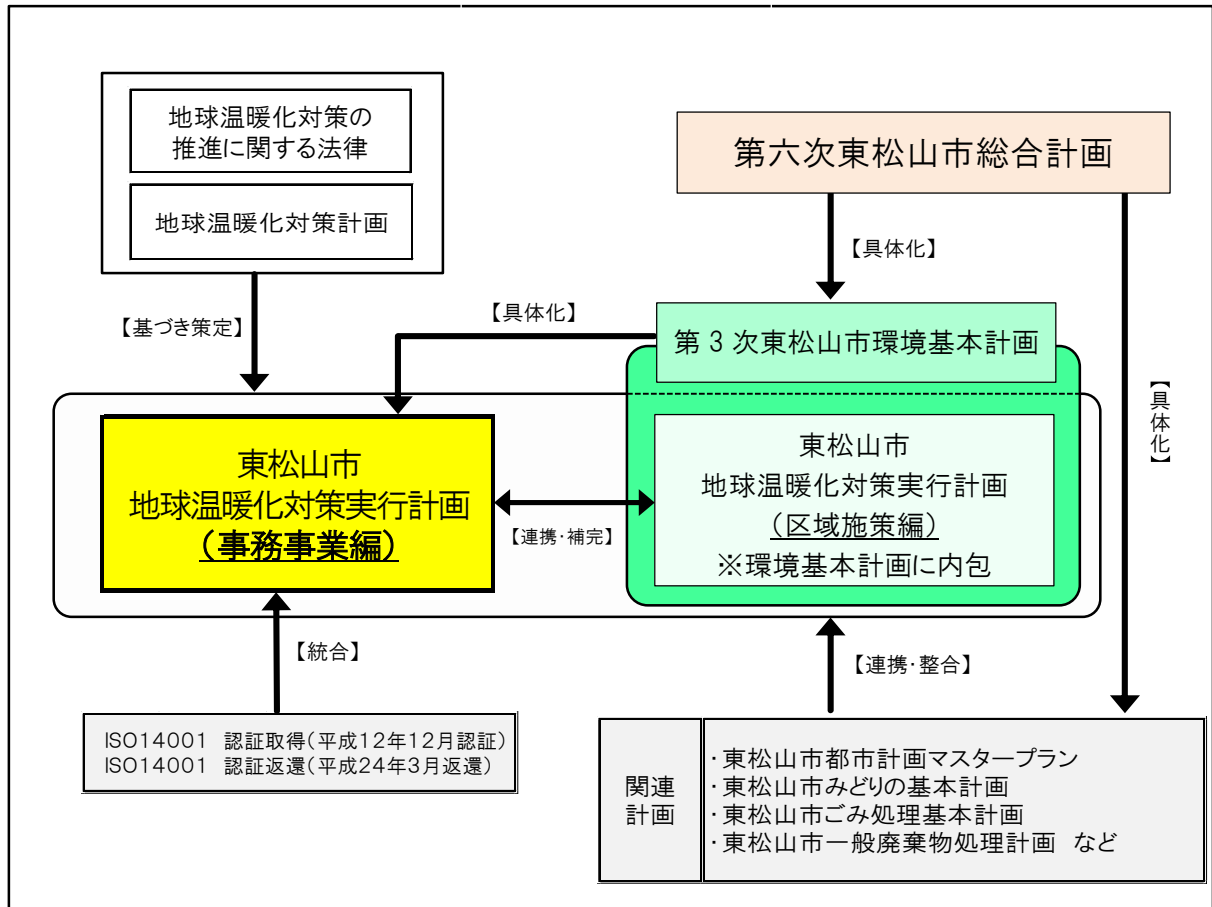 地球温暖化対策の
推進に関する法律
地球温暖化対策計画
第六次東松山市総合計画
【具体化】
【基づき策定】
【具体化】
第3次東松山市環境基本計画
【具体化】
東松山市
地球温暖化対策実行計画
（事務事業編）
【連携・補完】
東松山市
地球温暖化対策実行計画
（区域施策編）
※環境基本計画に内包
【統合】
【連携・整合】
ISO14001 認証取得（平成12年12月認証）
ISO14001 認証返還（平成24年3月返還）
関連
計画
・東松山市都市計画マスタープラン
・東松山市みどりの基本計画
・東松山市ごみ処理基本計画
・東松山市一般廃棄物処理計画 など